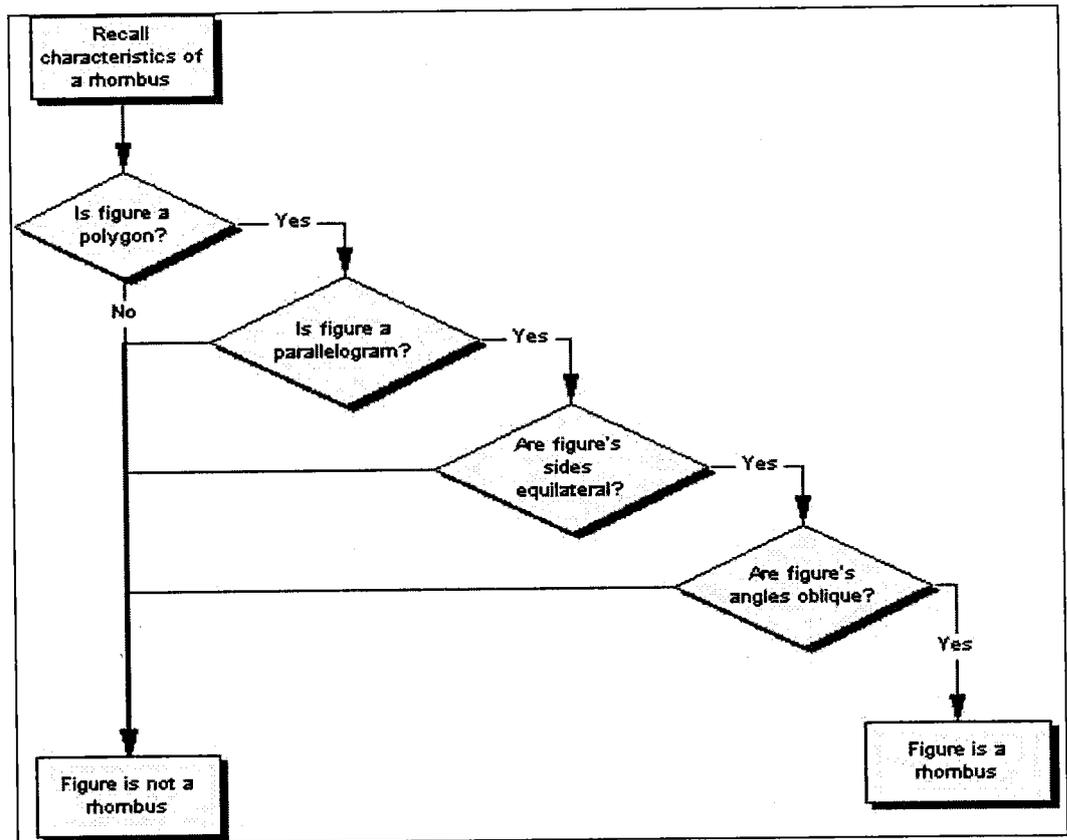 Recall
characteristics of
a rhombus
Is figure a
polygon?
Yes
No
Is figure a
parallelogram?
Yes
Are figure's
sides
equilateral?
Yes
Are figure's
angles oblique?
Yes
Figure is not a
rhombus
Figure is a
rhombus